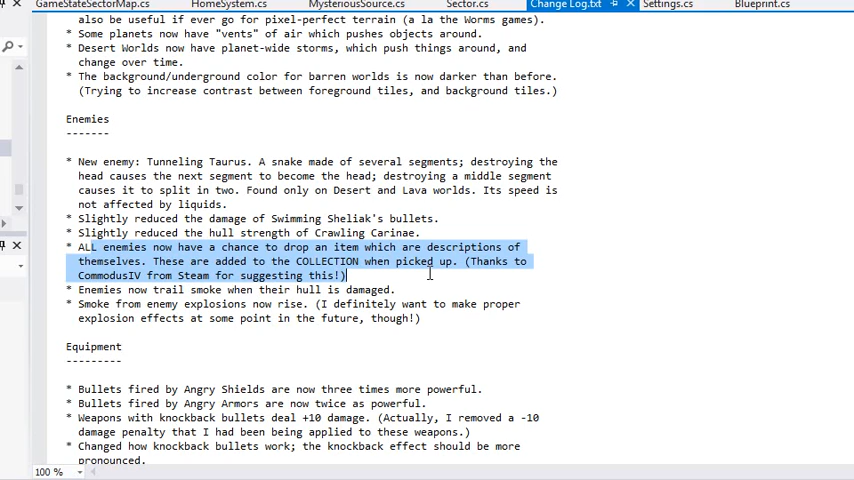 GameStateSectorMap.cs HomeSystem.cs MysteriousSource.cs Sector.cs Change Log.txt Settings.cs Blueprint.cs
also be useful if ever go for pixel-perfect terrain (a la the Worms games).
* Some planets now have "vents" of air which pushes objects around.
* Desert Worlds now have planet-wide storms, which push things around, and
change over time.
* The background/underground color for barren worlds is now darker than before.
(Trying to increase contrast between foreground tiles, and background tiles.)
Enemies
-------
* New enemy: Tunneling Taurus. A snake made of several segments; destroying the
head causes the next segment to become the head; destroying a middle segment
causes it to split in two. Found only on Desert and Lava worlds. Its speed is
not affected by liquids.
* Slightly reduced the damage of Swimming Sheliak's bullets.
* Slightly reduced the hull strength of Crawling Carinae.
* ALL enemies now have a chance to drop an item which are descriptions of
themselves. These are added to the COLLECTION when picked up. (Thanks to
CommodusIV from Steam for suggesting this!)
* Enemies now trail smoke when their hull is damaged.
* Smoke from enemy explosions now rise. (I definitely want to make proper
explosion effects at some point in the future, though!)
Equipment
---------
* Bullets fired by Angry Shields are now three times more powerful.
* Bullets fired by Angry Armors are now twice as powerful.
* Weapons with knockback bullets deal +10 damage. (Actually, I removed a -10
damage penalty that I had been being applied to these weapons.)
* Changed how knockback bullets work; the knockback effect should be more
pronounced.
100 %